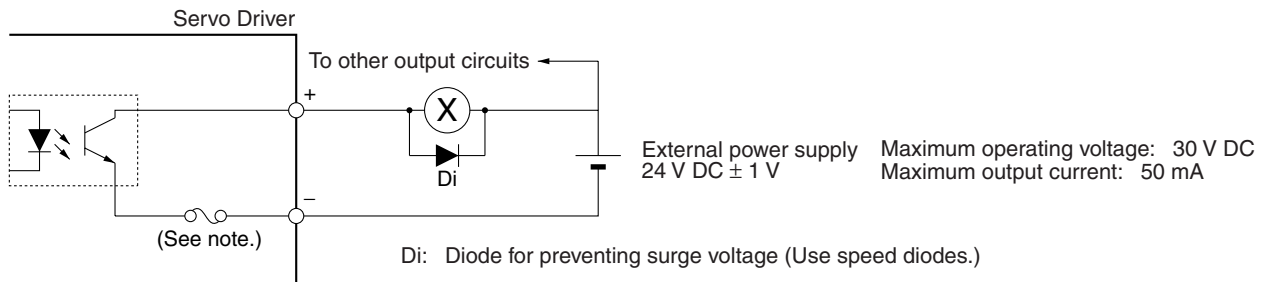 Servo Driver
To other output circuits
+
X
Di
External power supply
24 V DC ± 1 V
Maximum operating voltage: 30 V DC
Maximum output current: 50 mA
–
(See note.)
Di: Diode for preventing surge voltage (Use speed diodes.)